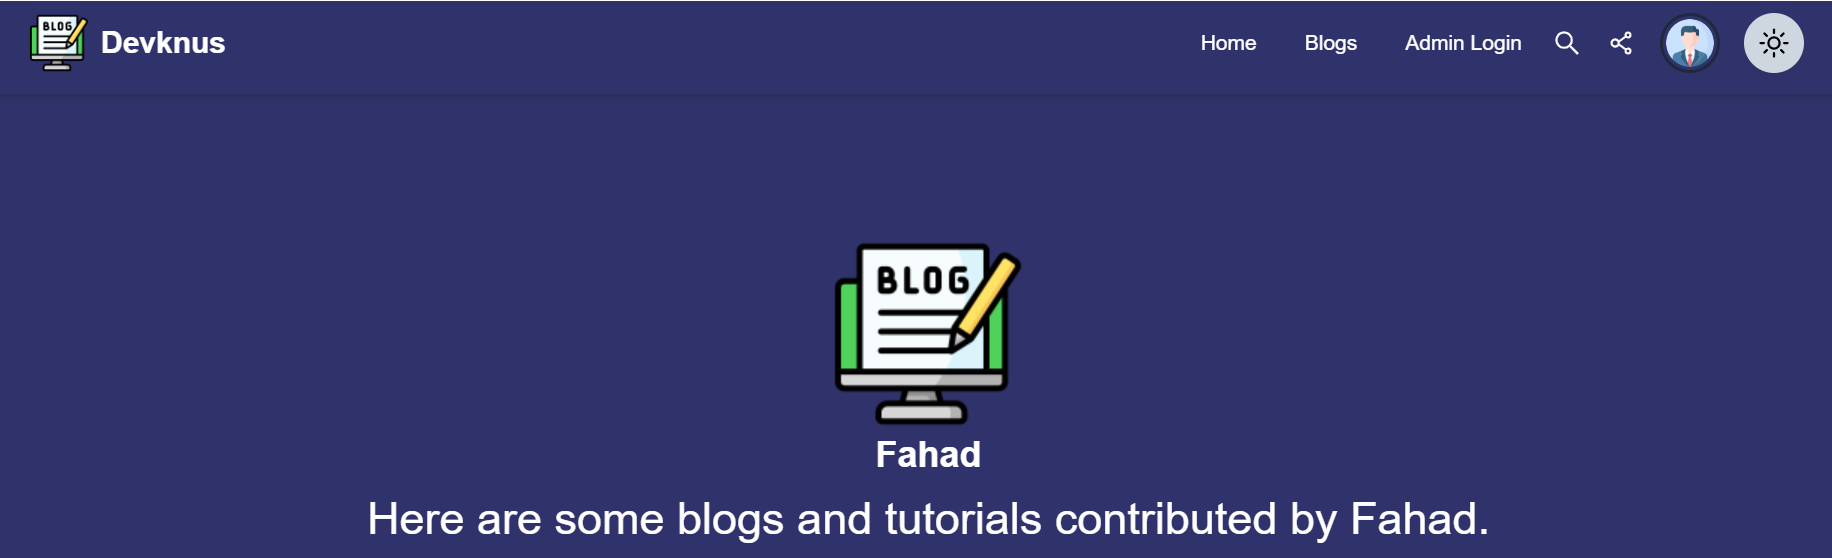 BLOG
Devknus
Home
Blogs
Admin Login
BLOG
Fahad
Here are some blogs and tutorials contributed by Fahad.